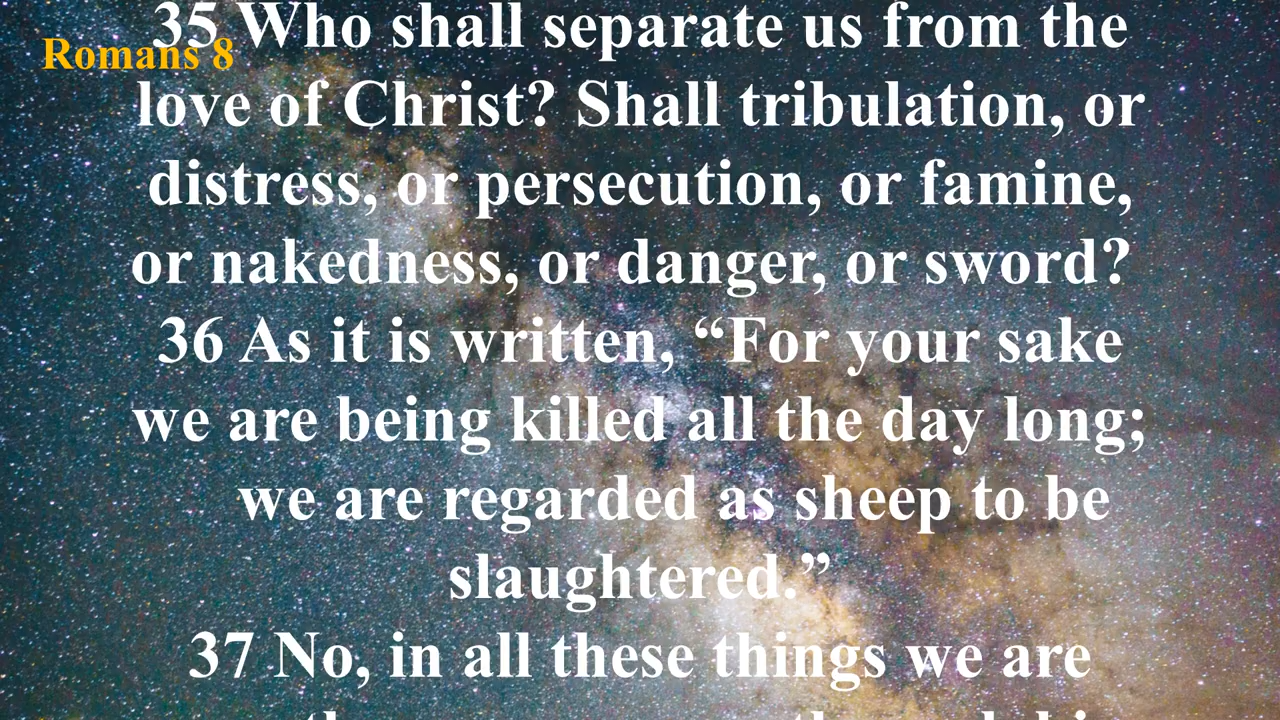 Romans 8
35 Who shall separate us from the
love of Christ? Shall tribulation, or
distress, or persecution, or famine,
or nakedness, or danger, or sword?
36 As it is written, “For your sake
we are being killed all the day long;
we are regarded as sheep to be
slaughtered.”
37 No, in all these things we are